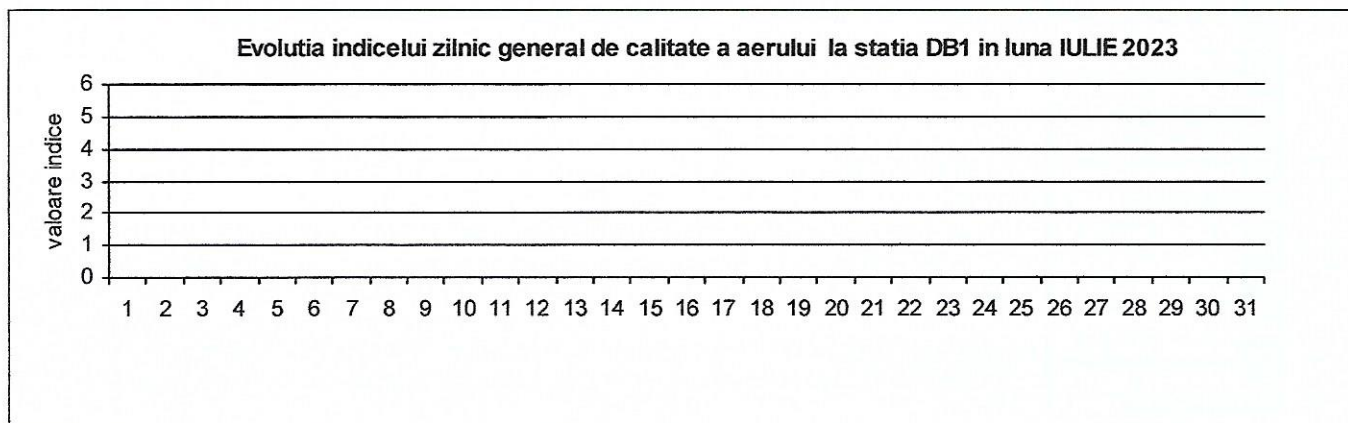 Evolutia indicelui zilnic general de calitate a aerului la statia DB1 in luna IULIE 2023
valoare indice
6
5
4
3
2
1
0
1 2 3 4 5 6 7 8 9 10 11 12 13 14 15 16 17 18 19 20 21 22 23 24 25 26 27 28 29 30 31